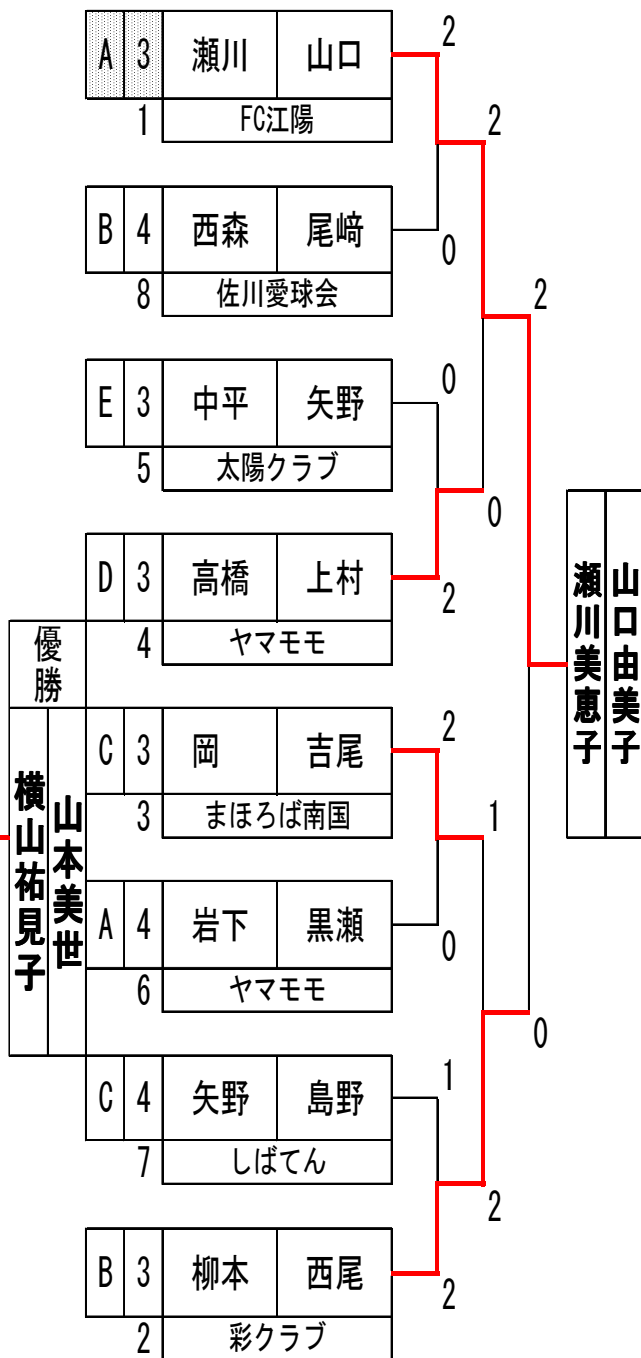 A 3 瀬川 山口
2
1 FC江陽
2
B 4 西森 尾﨑
0
8 佐川愛球会
2
E 3 中平 矢野
0
5 太陽クラブ
0
D 3 高橋 上村
2
4 ヤマモモ
瀬川美恵子
山口由美子
優勝
横山祐見子
山本美世
C 3 岡 吉尾
2
3 まほろば南国
1
A 4 岩下 黒瀬
0
6 ヤマモモ
0
C 4 矢野 島野
1
7 しばてん
2
B 3 柳本 西尾
2
2 彩クラブ